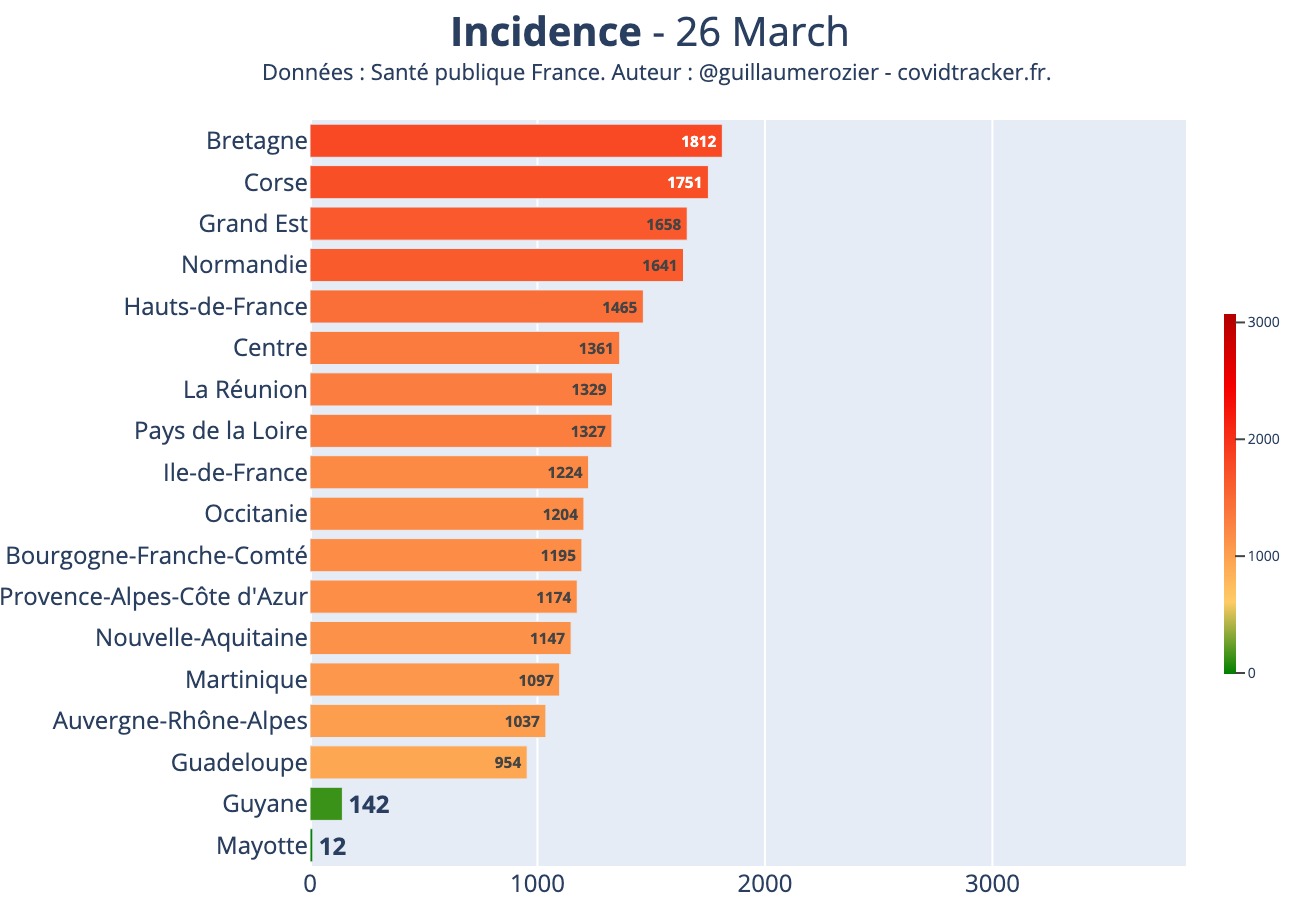 Incidence - 26 March
Données : Santé publique France. Auteur : @guillaumerozier - covidtracker.fr.
Bretagne 1812
Corse 1751
Grand Est 1658
Normandie 1641
Hauts-de-France 1465
Centre 1361
La Réunion 1329
Pays de la Loire 1327
Ile-de-France 1224
Occitanie 1204
Bourgogne-Franche-Comté 1195
Provence-Alpes-Côte d'Azur 1174
Nouvelle-Aquitaine 1147
Martinique 1097
Auvergne-Rhône-Alpes 1037
Guadeloupe 954
Guyane 142
Mayotte 12
0 1000 2000 3000
3000
2000
1000
0